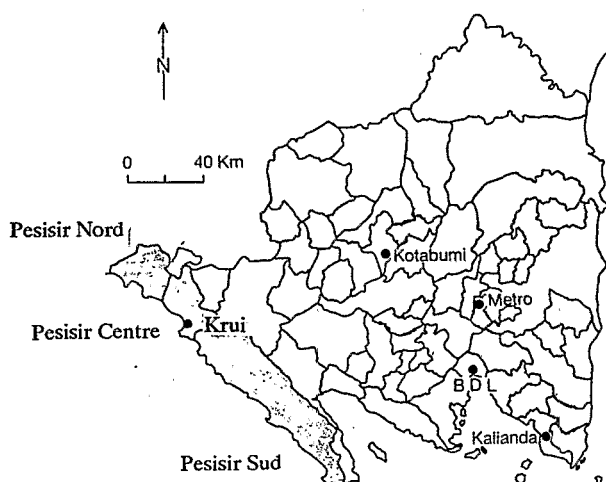 N
0 40 Km
Pesisir Nord
Kotabumi
Metro
Pesisir Centre
Krui
B D L
Kalianda
Pesisir Sud